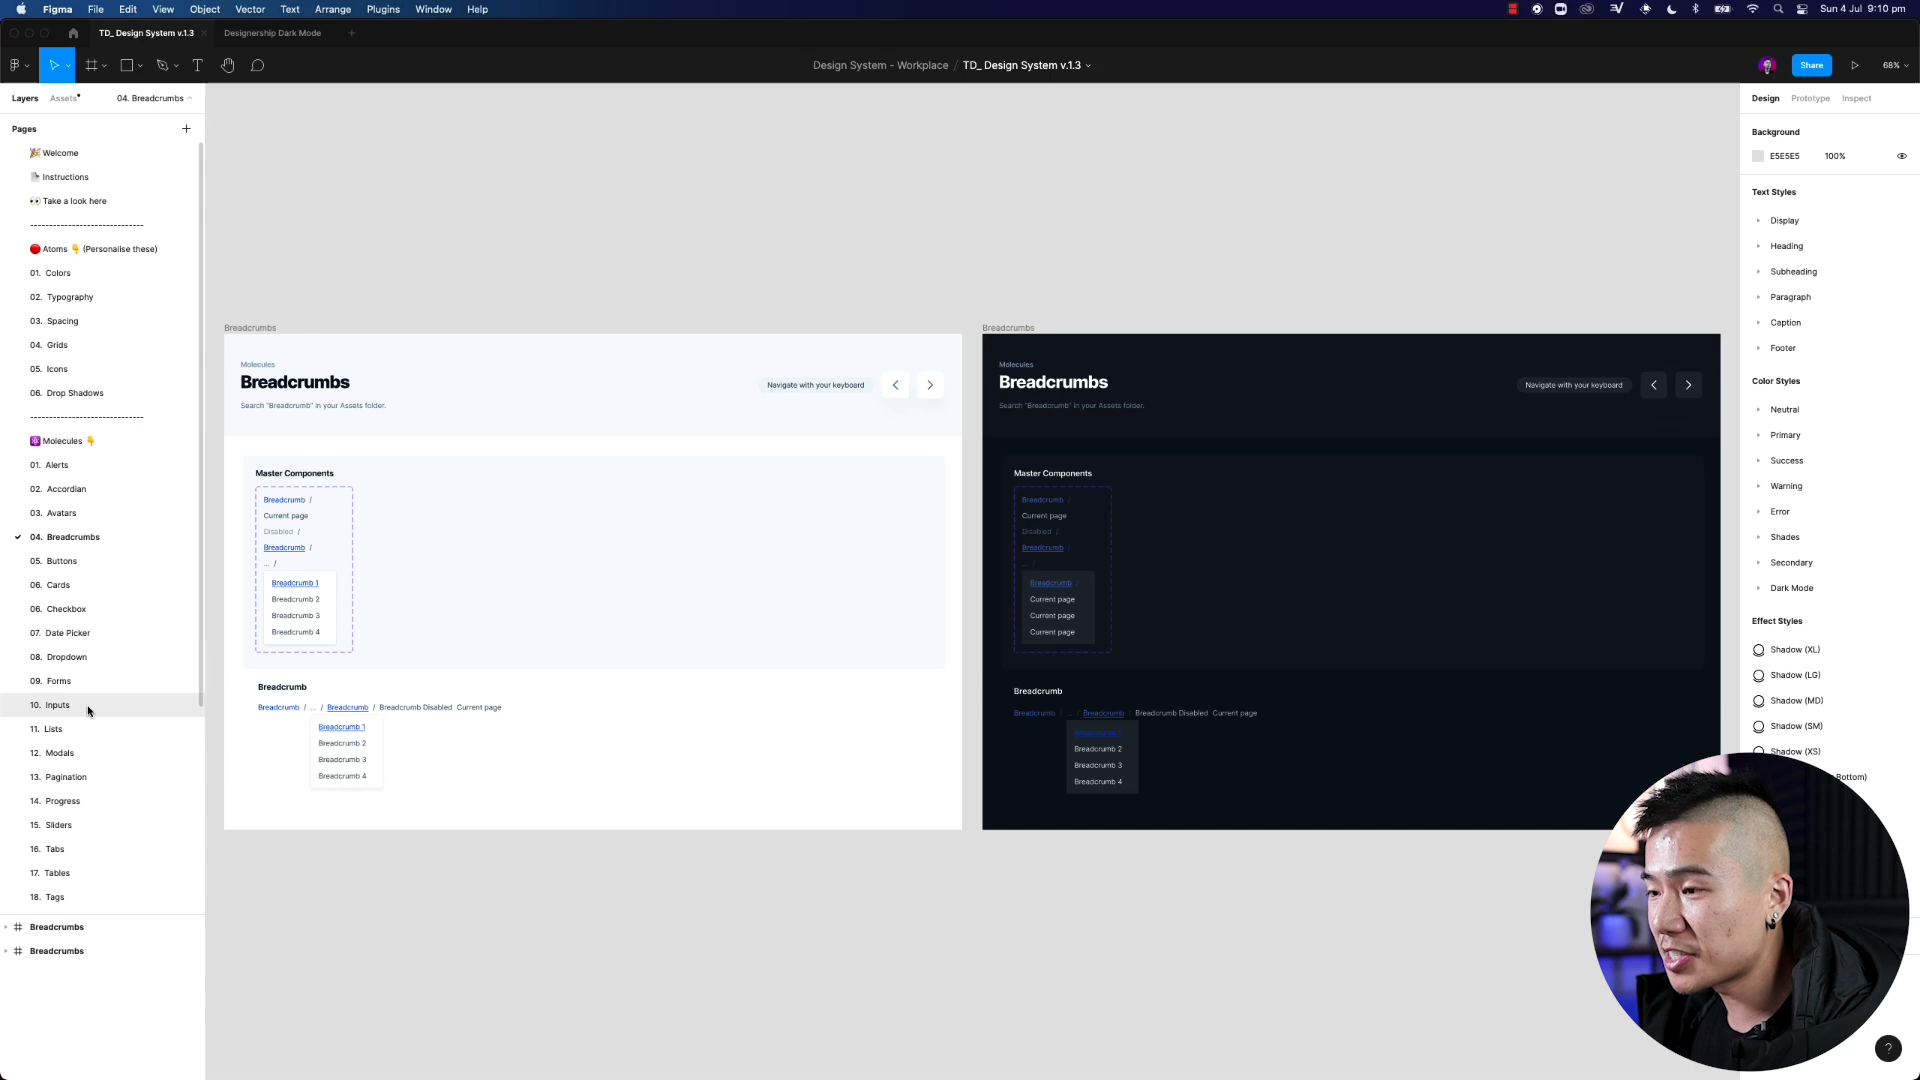 Figma File Edit View Object Vector Text Arrange Plugins Window Help
Sun 4 Jul 9:10 pm
TD_ Design System v.1.3
Designership Dark Mode
Design System - Workplace / TD_ Design System v.1.3
Share
68%
Layers Assets 04. Breadcrumbs
Pages
🎉 Welcome
Instructions
👀 Take a look here
------------------------------
🔴 Atoms 👇 (Personalise these)
01. Colors
02. Typography
03. Spacing
04. Grids
05. Icons
06. Drop Shadows
------------------------------
⚛️ Molecules 👇
01. Alerts
02. Accordian
03. Avatars
04. Breadcrumbs
05. Buttons
06. Cards
06. Checkbox
07. Date Picker
08. Dropdown
09. Forms
10. Inputs
11. Lists
12. Modals
13. Pagination
14. Progress
15. Sliders
16. Tabs
17. Tables
18. Tags
Breadcrumbs
Breadcrumbs
Breadcrumbs
Molecules
Breadcrumbs
Search "Breadcrumb" in your Assets folder.
Navigate with your keyboard
Master Components
Breadcrumb /
Current page
Disabled /
Breadcrumb /
... /
Breadcrumb 1
Breadcrumb 2
Breadcrumb 3
Breadcrumb 4
Breadcrumb
Breadcrumb / ... / Breadcrumb / Breadcrumb Disabled Current page
Breadcrumb 1
Breadcrumb 2
Breadcrumb 3
Breadcrumb 4
Breadcrumbs
Molecules
Breadcrumbs
Search "Breadcrumb" in your Assets folder.
Navigate with your keyboard
Master Components
Breadcrumb /
Current page
Disabled /
Breadcrumb /
... /
Breadcrumb /
Current page
Current page
Current page
Breadcrumb
Breadcrumb / ... / Breadcrumb / Breadcrumb Disabled Current page
Breadcrumb 1
Breadcrumb 2
Breadcrumb 3
Breadcrumb 4
Design Prototype Inspect
Background
E5E5E5 100%
Text Styles
Display
Heading
Subheading
Paragraph
Caption
Footer
Color Styles
Neutral
Primary
Success
Warning
Error
Shades
Secondary
Dark Mode
Effect Styles
Shadow (XL)
Shadow (LG)
Shadow (MD)
Shadow (SM)
Shadow (XS)
Bottom)
?